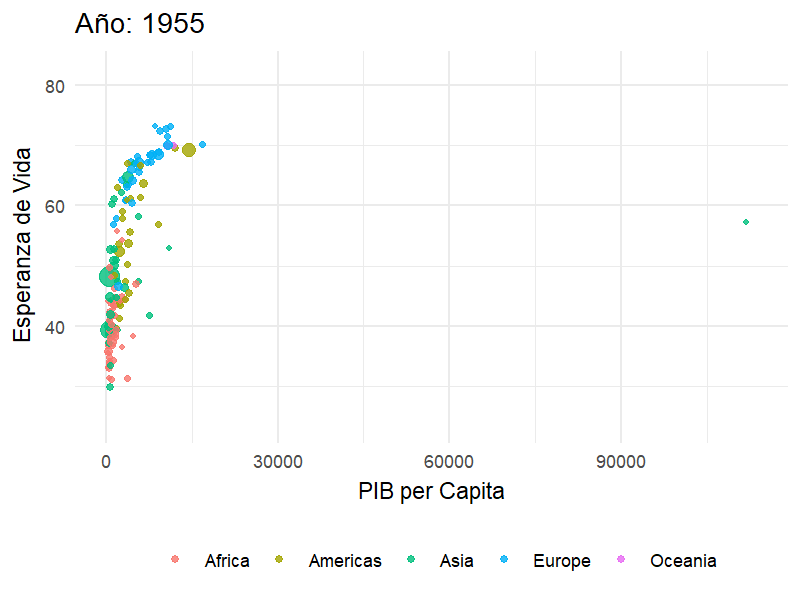 Año: 1955
Esperanza de Vida
80
60
40
0 30000 60000 90000
PIB per Capita
Africa Americas Asia Europe Oceania